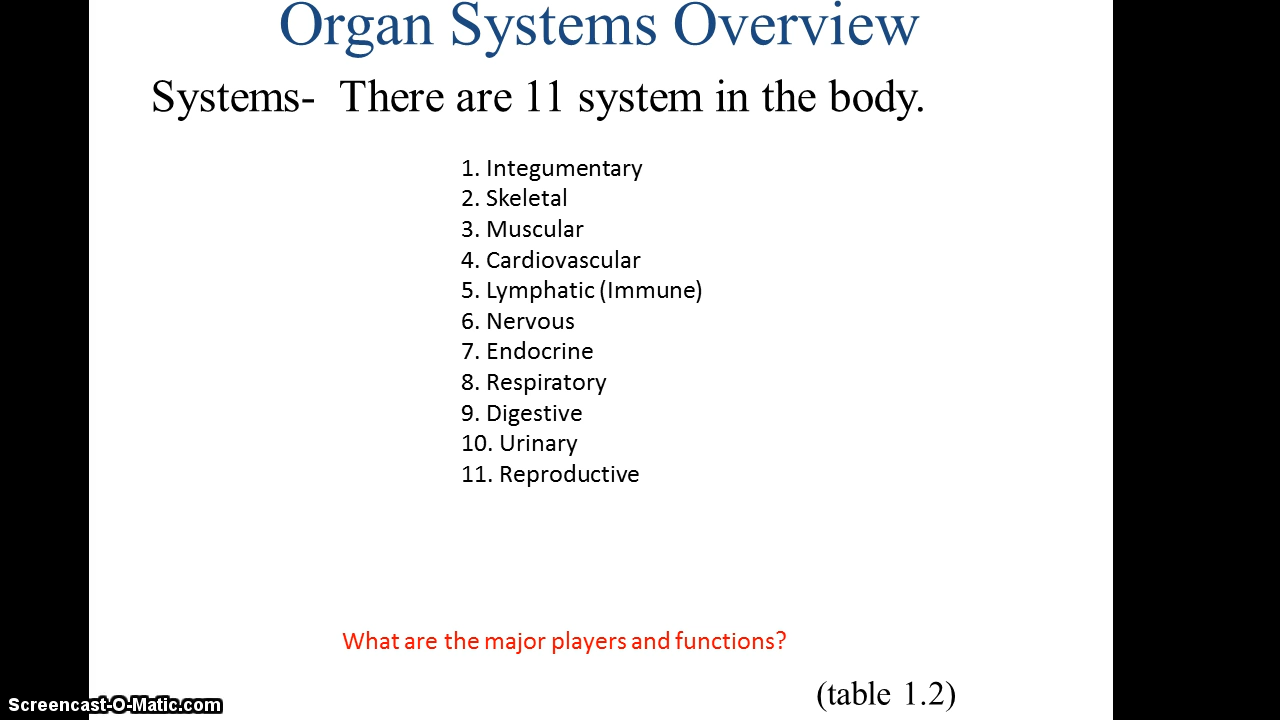 Organ Systems Overview
Systems-  There are 11 system in the body.
1. Integumentary
2. Skeletal
3. Muscular
4. Cardiovascular
5. Lymphatic (Immune)
6. Nervous
7. Endocrine
8. Respiratory
9. Digestive
10. Urinary
11. Reproductive
What are the major players and functions?
(table 1.2)
Screencast-O-Matic.com